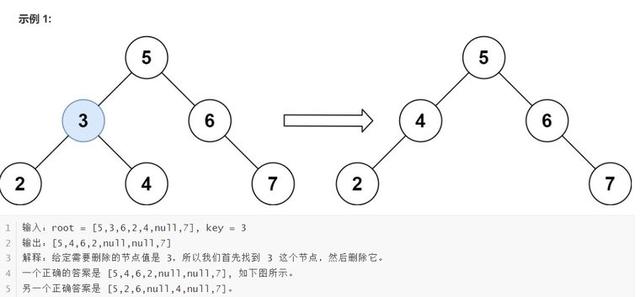 示例 1:
5 5
3 6 4 6
2 4 7 2 7
1 输入：root = [5,3,6,2,4,null,7], key = 3
2 输出：[5,4,6,2,null,null,7]
3 解释：给定需要删除的节点值是 3，所以我们首先找到 3 这个节点，然后删除它。
4 一个正确的答案是 [5,4,6,2,null,null,7], 如下图所示。
5 另一个正确答案是 [5,2,6,null,4,null,7]。